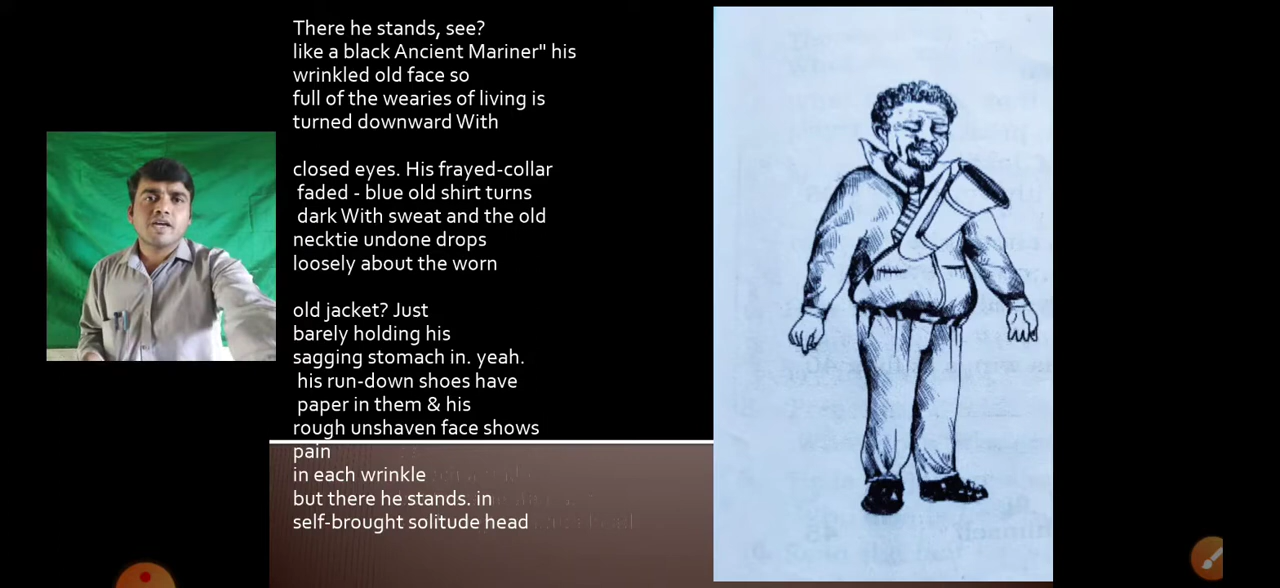 There he stands, see?
like a black Ancient Mariner" his
wrinkled old face so
full of the wearies of living is
turned downward With
closed eyes. His frayed-collar
faded - blue old shirt turns
dark With sweat and the old
necktie undone drops
loosely about the worn
old jacket? Just
barely holding his
sagging stomach in. yeah.
his run-down shoes have
paper in them & his
rough unshaven face shows
pain
in each wrinkle
but there he stands. in
self-brought solitude head
45